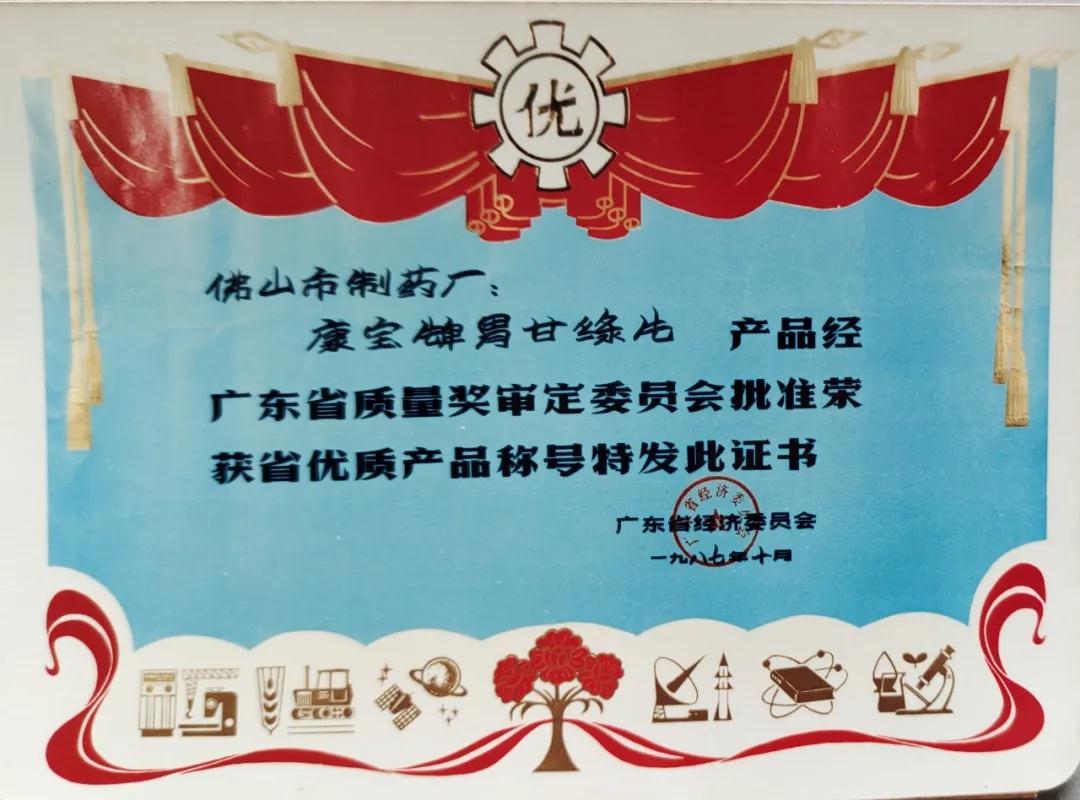 优
佛山市制药厂：
康宝牌胃甘缘片 产品经
广东省质量奖审定委员会批准荣
获省优质产品称号特发此证书
广东省经济委员会
一九八七年十月